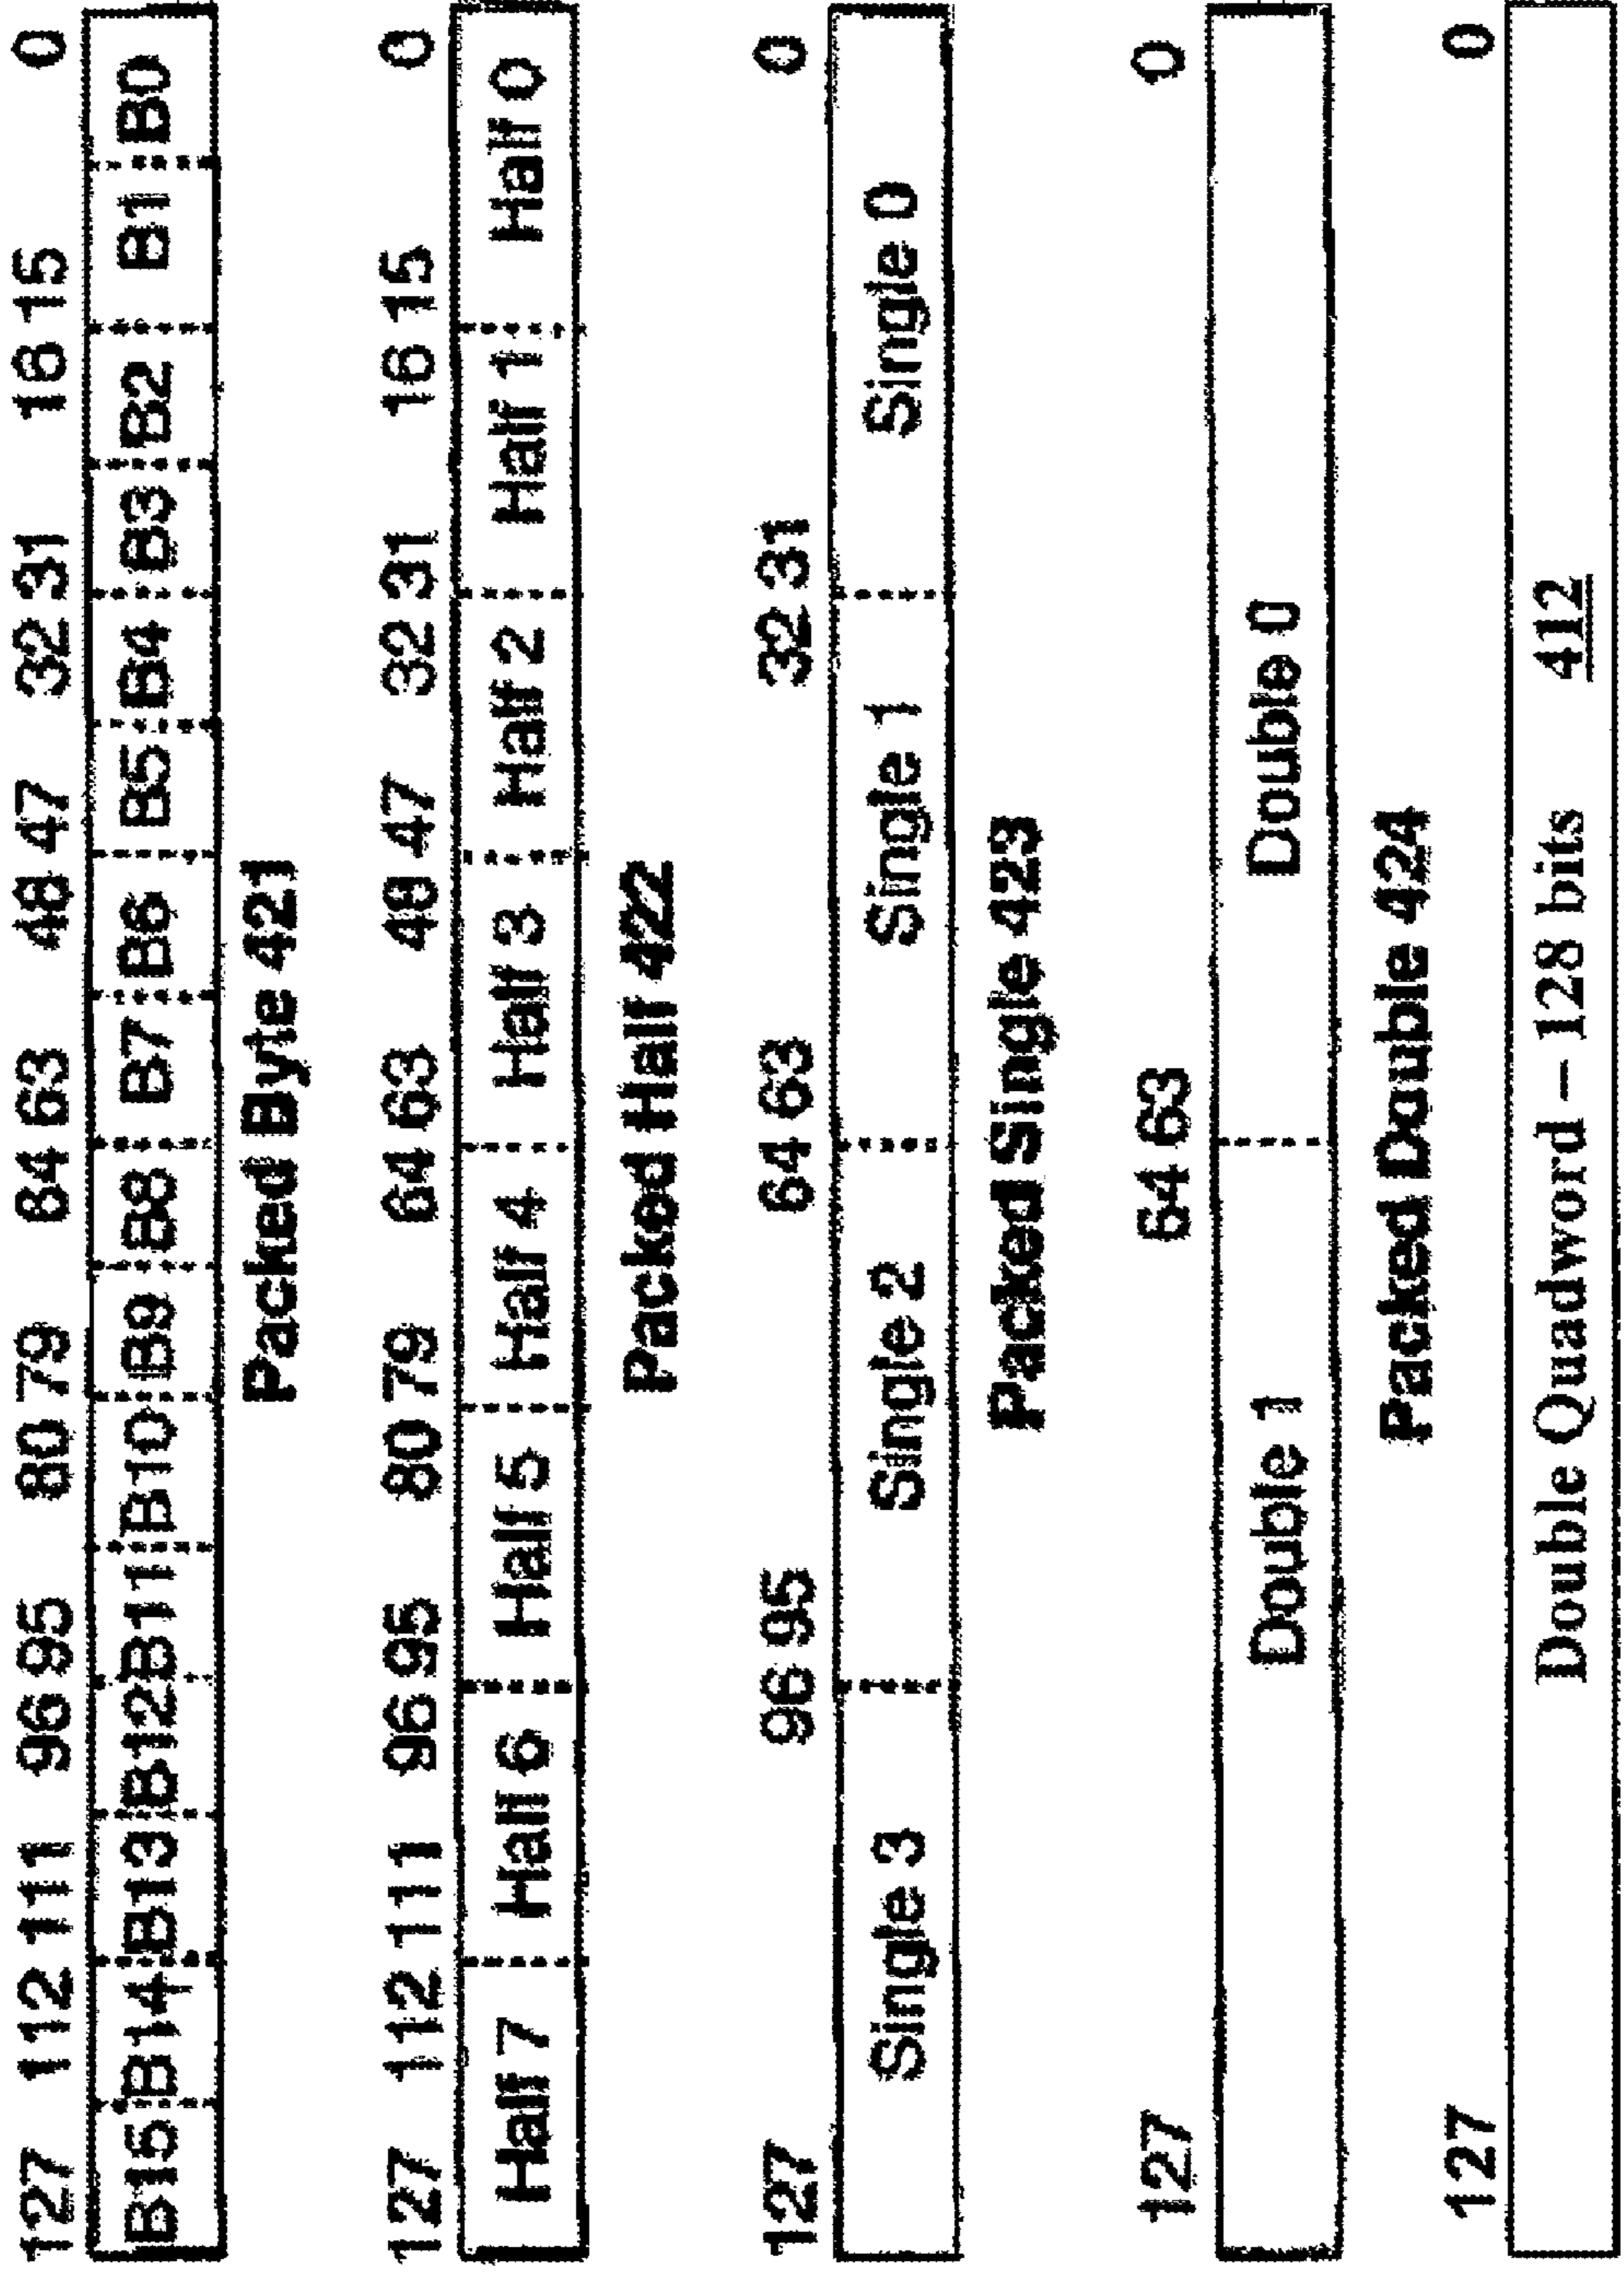 127 112 111 96 95 80 79 64 63 48 47 32 31 16 15 0
B15 B14 B13 B12 B11 B10 B9 B8 B7 B6 B5 B4 B3 B2 B1 B0
Packed Byte 421
127 112 111 96 95 80 79 64 63 48 47 32 31 16 15 0
Half 7 Half 6 Half 5 Half 4 Half 3 Half 2 Half 1 Half 0
Packed Half 422
127 96 95 64 63 32 31 0
Single 3 Single 2 Single 1 Single 0
Packed Single 423
127 64 63 0
Double 1 Double 0
Packed Double 424
127 0
Double Quadword – 128 bits 412